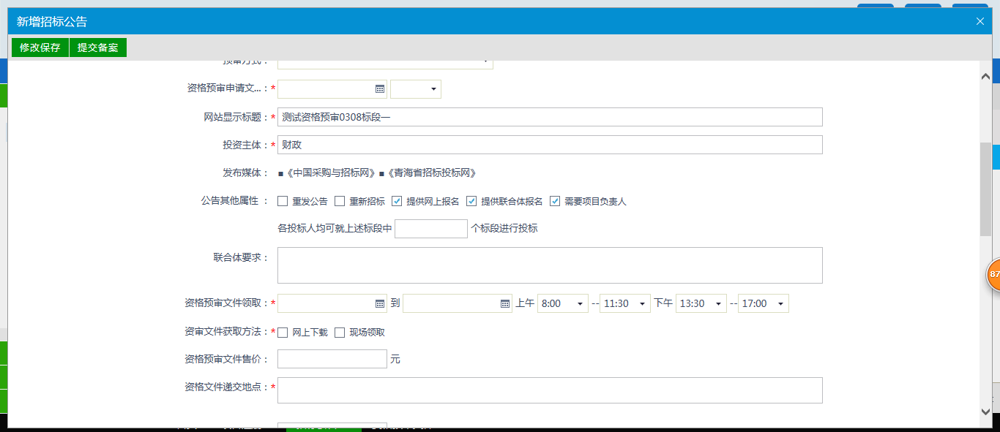 新增招标公告
修改保存 提交备案
预审方式：
资格预审申请文...：*
网站显示标题：* 测试资格预审0308标段一
投资主体：* 财政
发布媒体： ■《中国采购与招标网》■《青海省招标投标网》
公告其他属性： 重发公告 重新招标 提供网上报名 提供联合体报名 需要项目负责人
各投标人均可就上述标段中 个标段进行投标
联合体要求：
资格预审文件领取：* 到 上午 8:00 --11:30 下午 13:30 --17:00
资审文件获取方法：* 网上下载 现场领取
资格预审文件售价： 元
资格文件递交地点：*
87